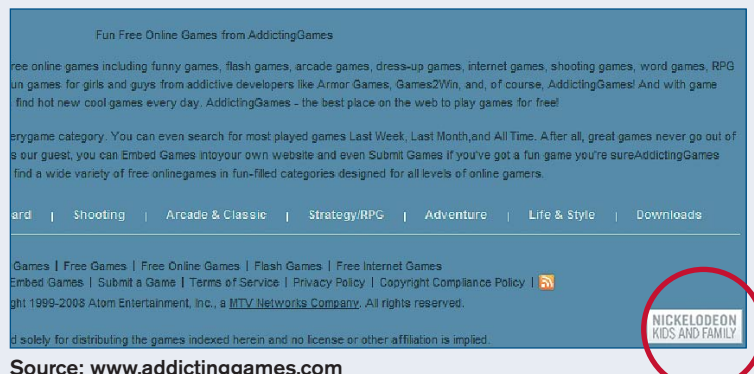 Fun Free Online Games from AddictingGames
ree online games including funny games, flash games, arcade games, dress-up games, internet games, shooting games, word games, RPG
un games for girls and guys from addictive developers like Armor Games, Games2Win, and, of course, AddictingGames! And with game
find hot new cool games every day. AddictingGames - the best place on the web to play games for free!
erygame category. You can even search for most played games Last Week, Last Month,and All Time. After all, great games never go out of
s our guest, you can Embed Games intoyour own website and even Submit Games if you've got a fun game you're sureAddictingGames
find a wide variety of free onlinegames in fun-filled categories designed for all levels of online gamers.
ard | Shooting | Arcade & Classic | Strategy/RPG | Adventure | Life & Style | Downloads
Games | Free Games | Free Online Games | Flash Games | Free Internet Games
Embed Games | Submit a Game | Terms of Service | Privacy Policy | Copyright Compliance Policy |
ght 1999-2008 Atom Entertainment, Inc., a MTV Networks Company. All rights reserved.
NICKELODEON
KIDS AND FAMILY
d solely for distributing the games indexed herein and no license or other affiliation is implied.
Source: www.addictinggames.com